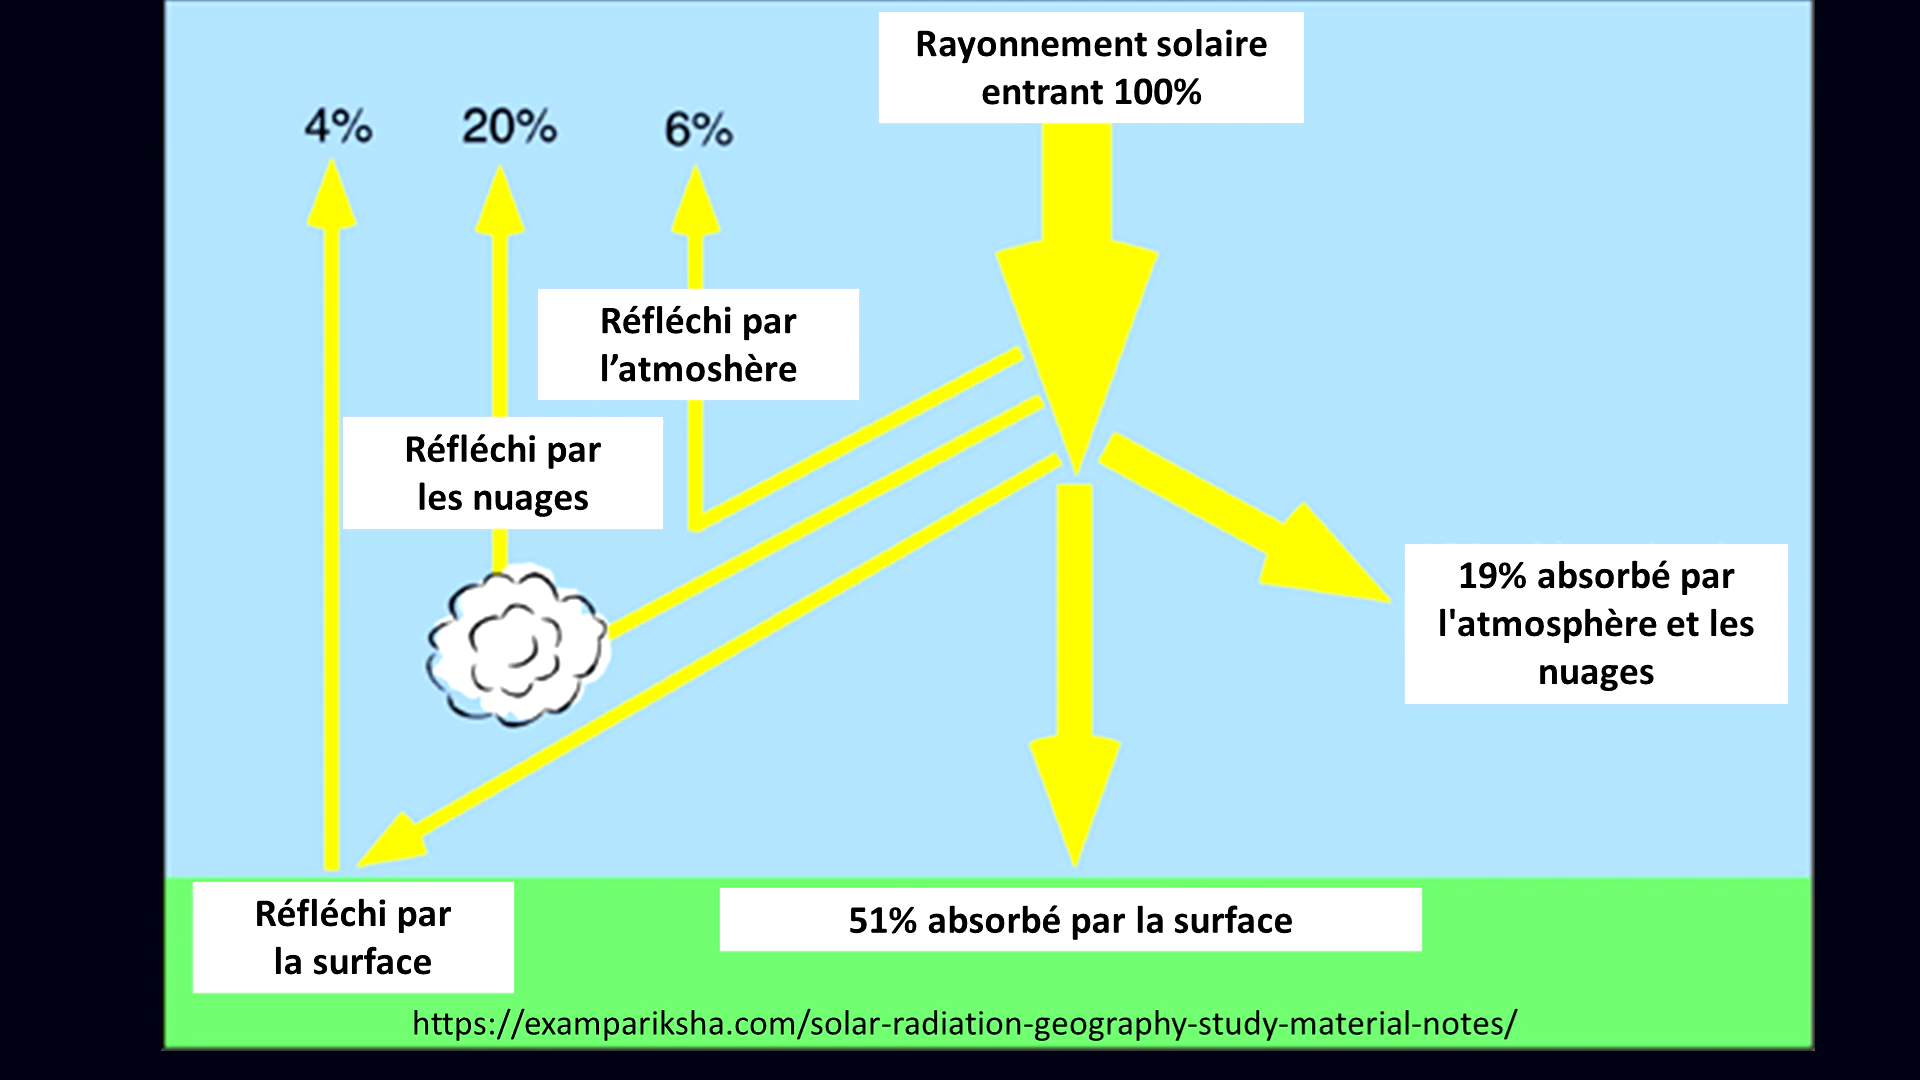 Rayonnement solaire
entrant 100%
4%
20%
6%
Réfléchi par
l’atmoshère
Réfléchi par
les nuages
19% absorbé par
l'atmosphère et les
nuages
Réfléchi par
la surface
51% absorbé par la surface
https://exampariksha.com/solar-radiation-geography-study-material-notes/